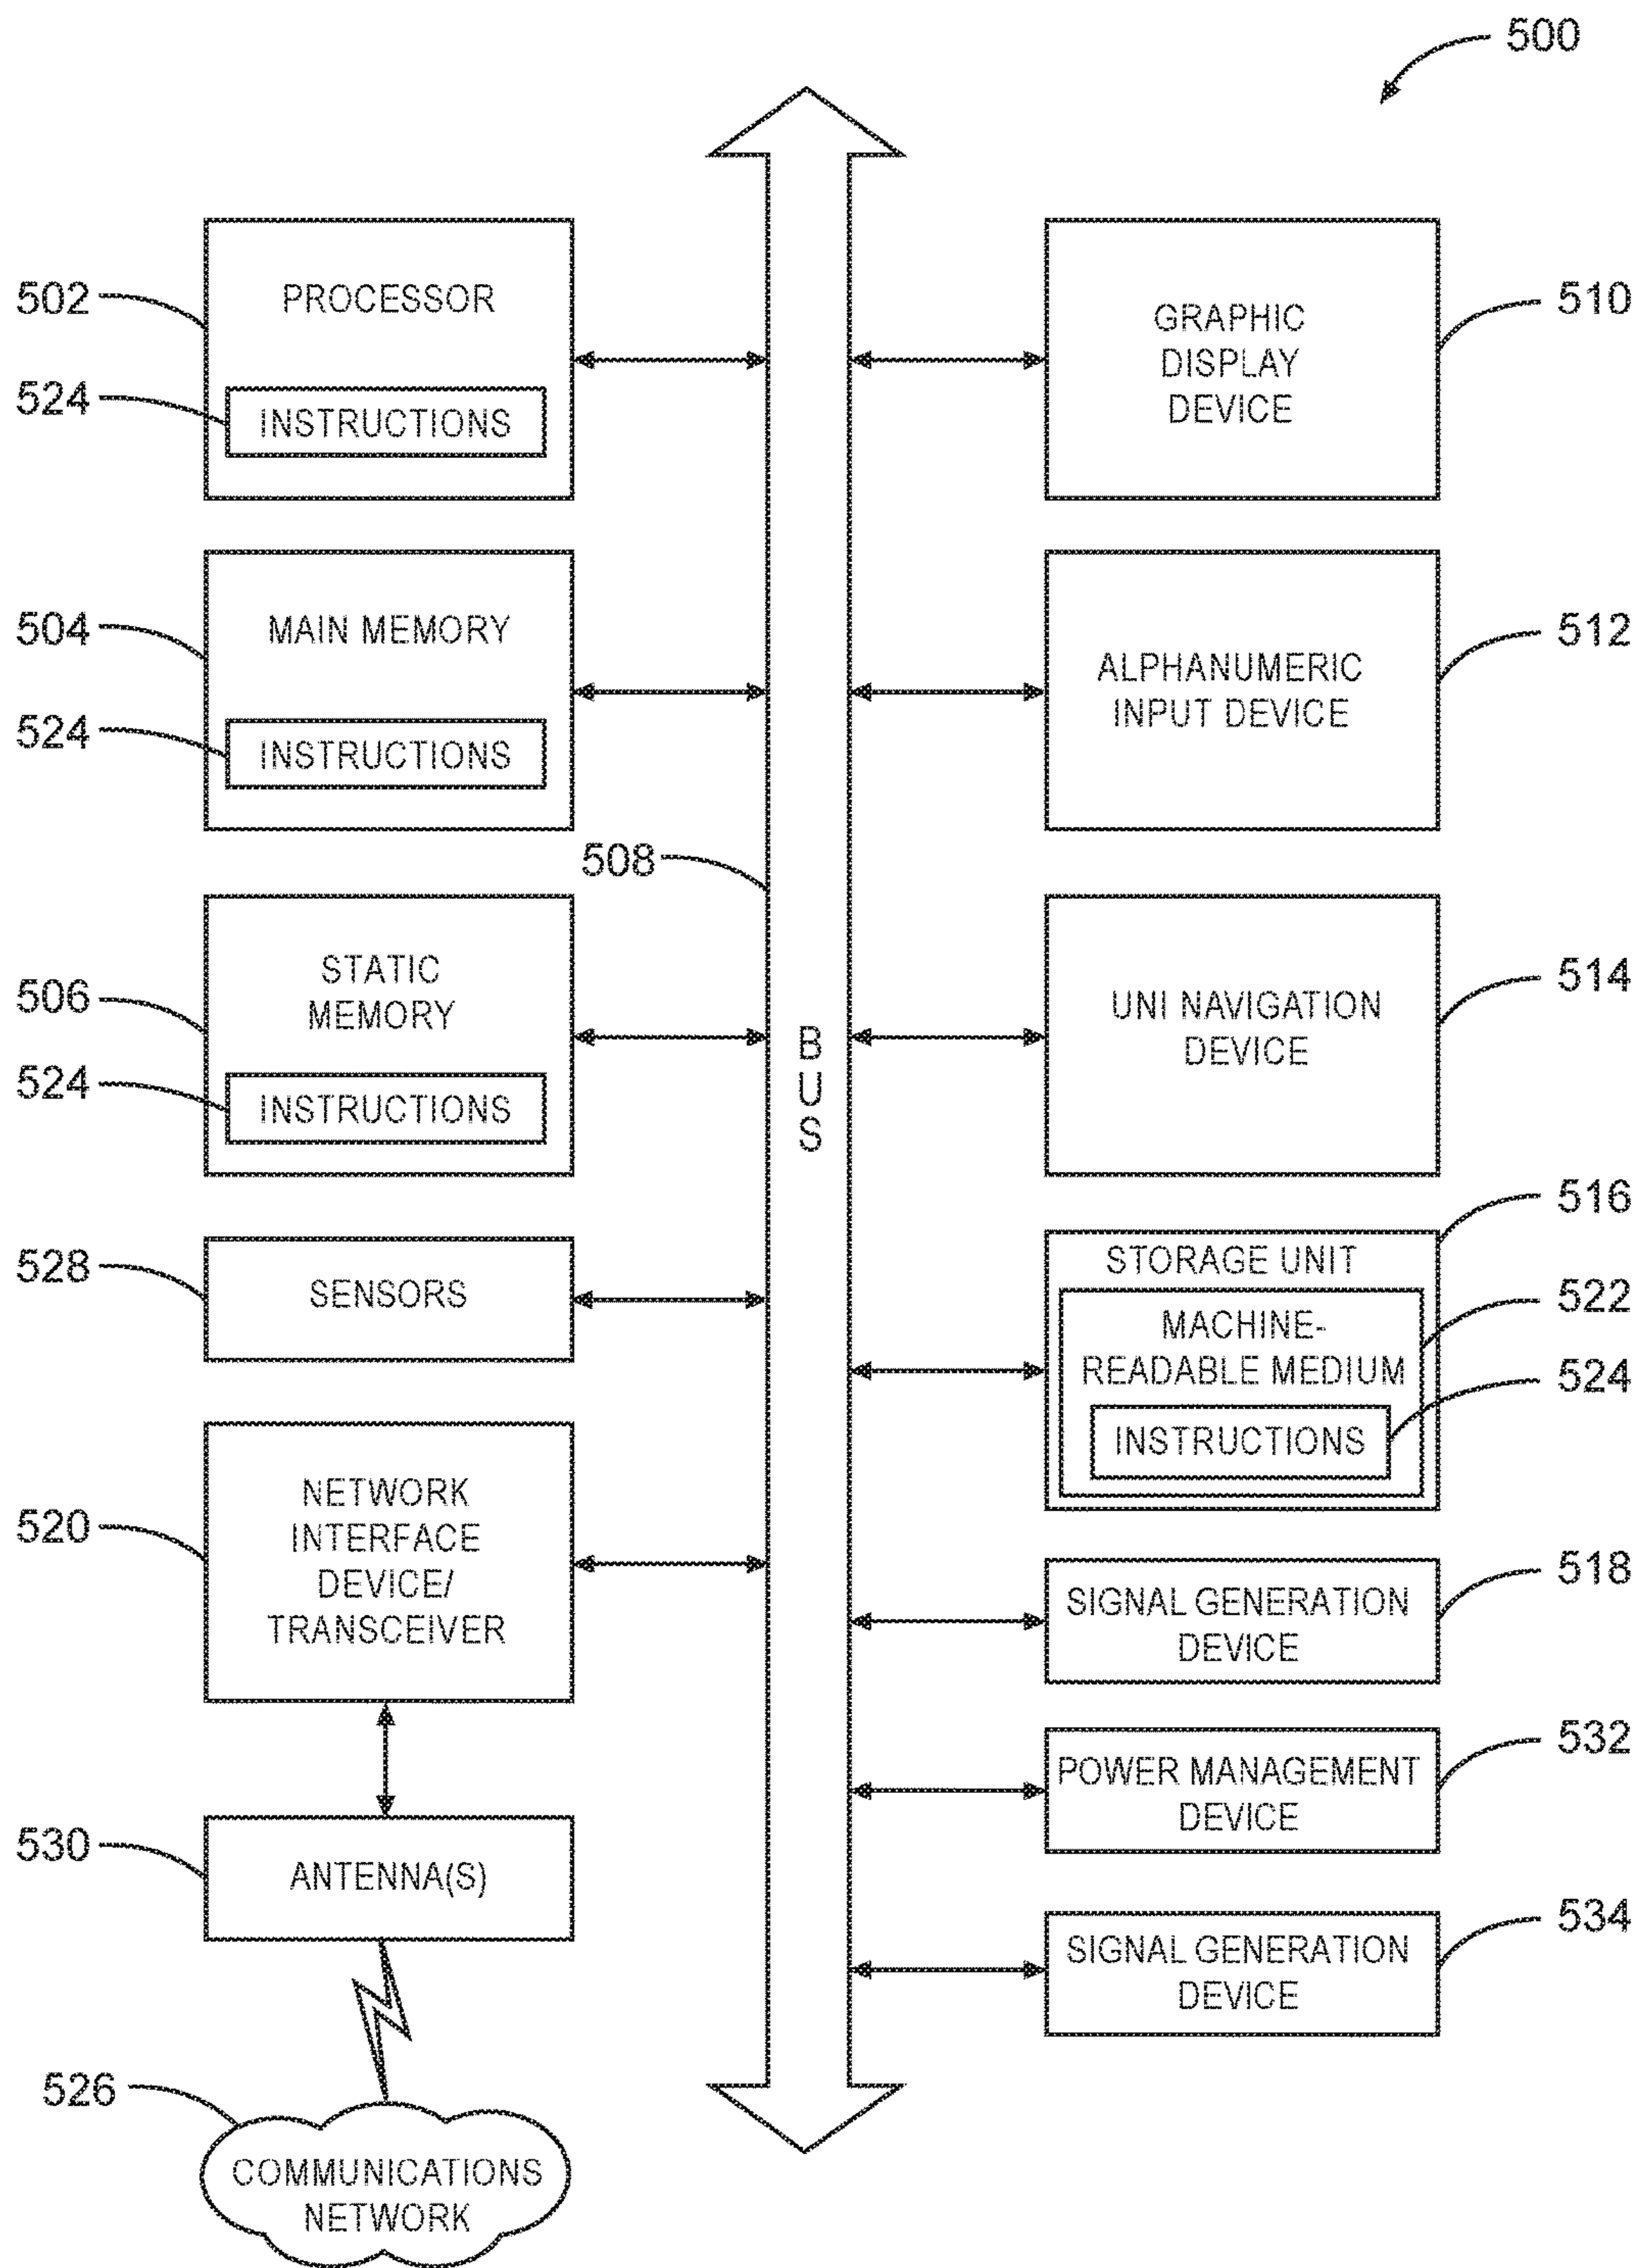 500
502
PROCESSOR
524
INSTRUCTIONS
504
MAIN MEMORY
524
INSTRUCTIONS
508
506
STATIC
MEMORY
524
INSTRUCTIONS
528
SENSORS
520
NETWORK
INTERFACE
DEVICE/
TRANSCEIVER
530
ANTENNA(S)
526
COMMUNICATIONS
NETWORK
B
U
S
510
GRAPHIC
DISPLAY
DEVICE
512
ALPHANUMERIC
INPUT DEVICE
514
UNI NAVIGATION
DEVICE
516
STORAGE UNIT
522
MACHINE-
READABLE MEDIUM
524
INSTRUCTIONS
518
SIGNAL GENERATION
DEVICE
532
POWER MANAGEMENT
DEVICE
534
SIGNAL GENERATION
DEVICE